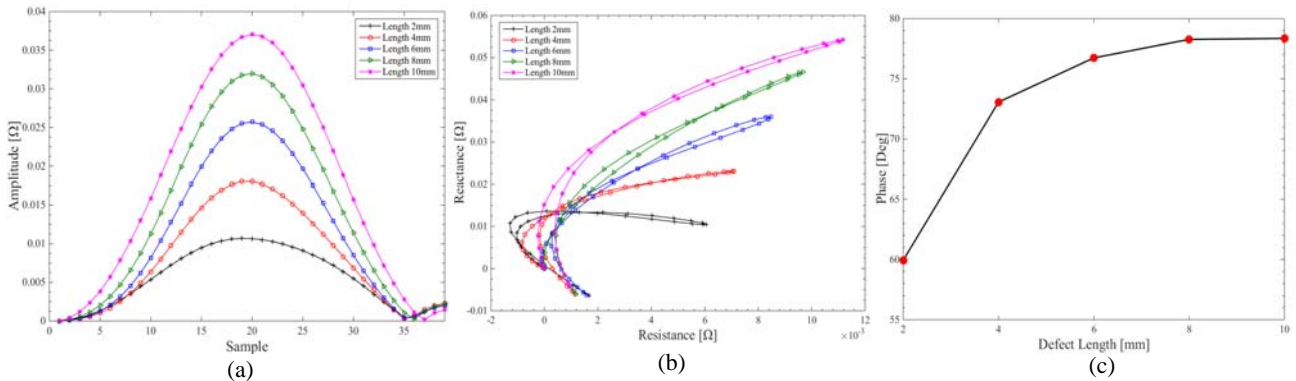 0.04
0.035
0.03
0.025
0.02
0.015
0.01
0.005
0
0 5 10 15 20 25 30 35
Amplitude [Ω]
Sample
Length 2mm
Length 4mm
Length 6mm
Length 8mm
Length 10mm
(a)
0.06
0.05
0.04
0.03
0.02
0.01
0
-0.01
-2 0 2 4 6 8 10 12
×10⁻³
Reactance [Ω]
Resistance [Ω]
Length 2mm
Length 4mm
Length 6mm
Length 8mm
Length 10mm
(b)
80
75
70
65
60
55
2 4 6 8 10
Phase [Deg]
Defect Length [mm]
(c)